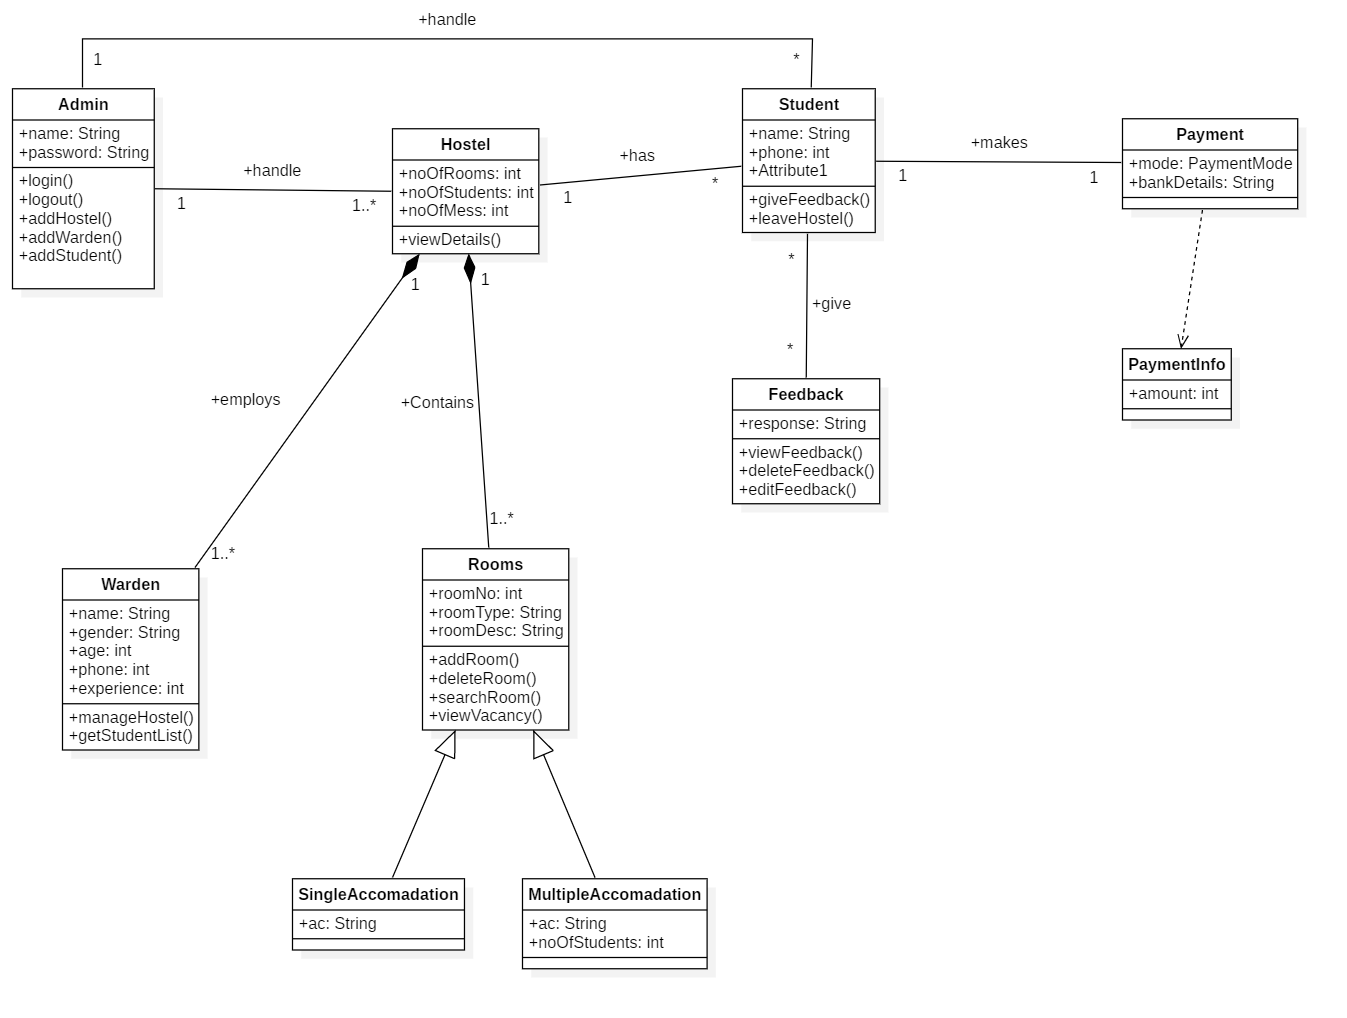 +handle
1
*
Admin
+name: String
+password: String
+login()
+logout()
+addHostel()
+addWarden()
+addStudent()
+handle
1
1..*
Hostel
+noOfRooms: int
+noOfStudents: int
+noOfMess: int
+viewDetails()
+has
1
*
Student
+name: String
+phone: int
+Attribute1
+giveFeedback()
+leaveHostel()
+makes
1
1
Payment
+mode: PaymentMode
+bankDetails: String
1
1
*
+give
*
PaymentInfo
+amount: int
Feedback
+response: String
+viewFeedback()
+deleteFeedback()
+editFeedback()
+employs
+Contains
1..*
1..*
Warden
+name: String
+gender: String
+age: int
+phone: int
+experience: int
+manageHostel()
+getStudentList()
Rooms
+roomNo: int
+roomType: String
+roomDesc: String
+addRoom()
+deleteRoom()
+searchRoom()
+viewVacancy()
SingleAccomadation
+ac: String
MultipleAccomadation
+ac: String
+noOfStudents: int